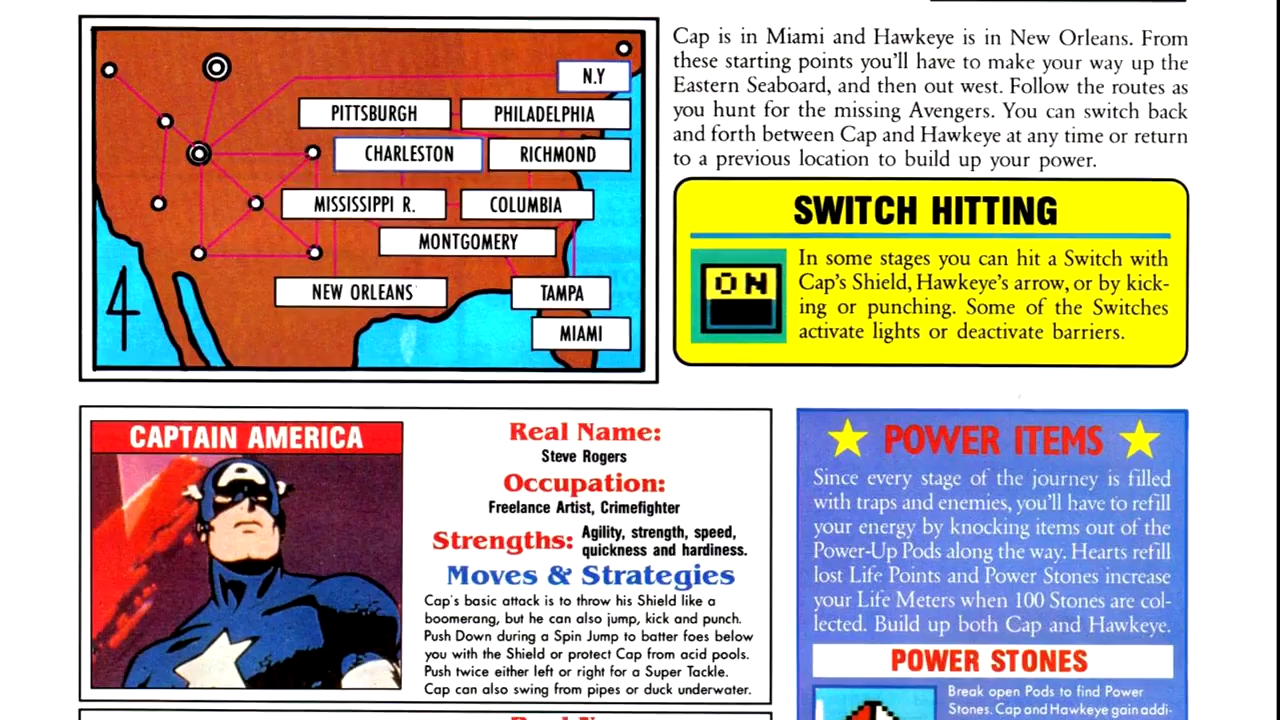 N.Y
PITTSBURGH
PHILADELPHIA
CHARLESTON
RICHMOND
MISSISSIPPI R.
COLUMBIA
MONTGOMERY
NEW ORLEANS
TAMPA
MIAMI
4
Cap is in Miami and Hawkeye is in New Orleans. From
these starting points you'll have to make your way up the
Eastern Seaboard, and then out west. Follow the routes as
you hunt for the missing Avengers. You can switch back
and forth between Cap and Hawkeye at any time or return
to a previous location to build up your power.
SWITCH HITTING
ON
In some stages you can hit a Switch with
Cap's Shield, Hawkeye's arrow, or by kick-
ing or punching. Some of the Switches
activate lights or deactivate barriers.
CAPTAIN AMERICA
Real Name:
Steve Rogers
Occupation:
Freelance Artist, Crimefighter
Strengths: Agility, strength, speed,
quickness and hardiness.
Moves & Strategies
Cap's basic attack is to throw his Shield like a
boomerang, but he can also jump, kick and punch.
Push Down during a Spin Jump to batter foes below
you with the Shield or protect Cap from acid pools.
Push twice either left or right for a Super Tackle.
Cap can also swing from pipes or duck underwater.
POWER ITEMS
Since every stage of the journey is filled
with traps and enemies, you'll have to refill
your energy by knocking items out of the
Power-Up Pods along the way. Hearts refill
lost Life Points and Power Stones increase
your Life Meters when 100 Stones are col-
lected. Build up both Cap and Hawkeye.
POWER STONES
Break open Pods to find Power
Stones. Cap and Hawkeye gain addi-